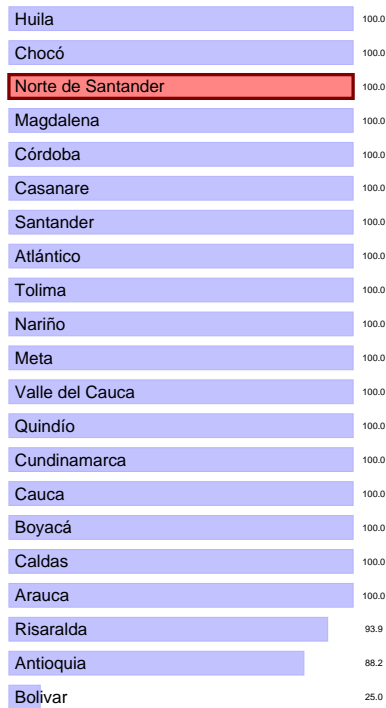 Huila 100.0
Chocó 100.0
Norte de Santander 100.0
Magdalena 100.0
Córdoba 100.0
Casanare 100.0
Santander 100.0
Atlántico 100.0
Tolima 100.0
Nariño 100.0
Meta 100.0
Valle del Cauca 100.0
Quindío 100.0
Cundinamarca 100.0
Cauca 100.0
Boyacá 100.0
Caldas 100.0
Arauca 100.0
Risaralda 93.9
Antioquia 88.2
Bolivar 25.0